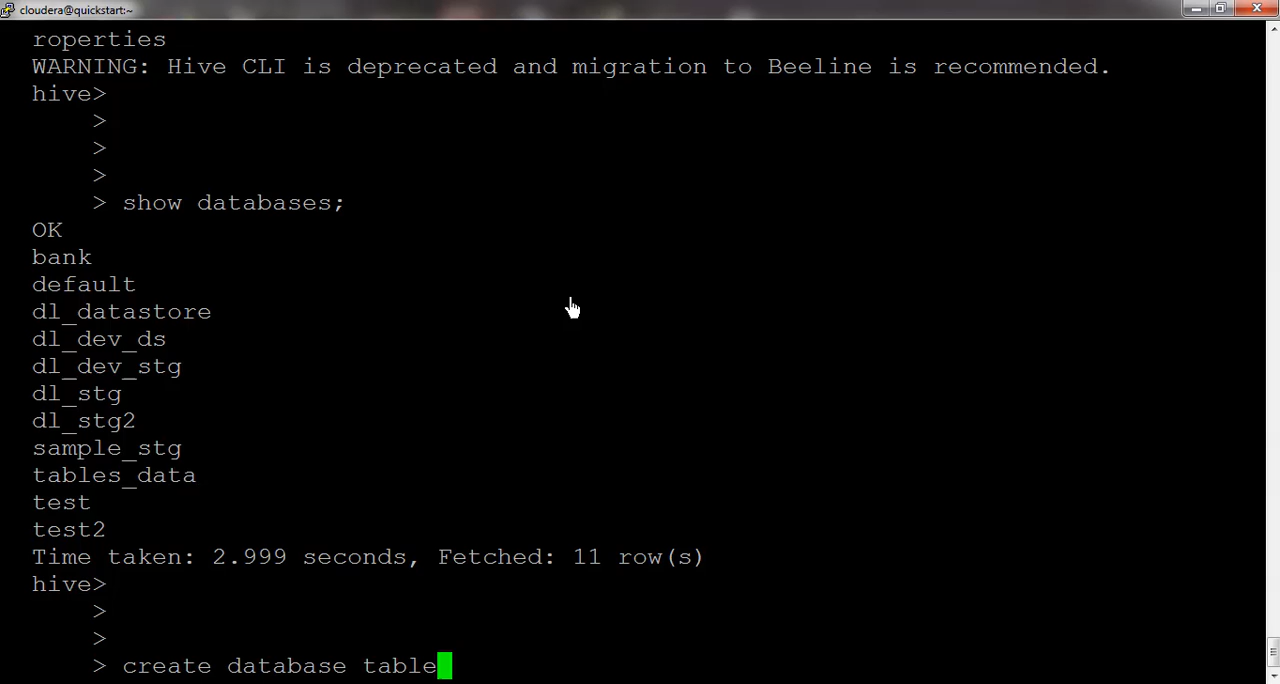 cloudera@quickstart:~
roperties
WARNING: Hive CLI is deprecated and migration to Beeline is recommended.
hive>
>
>
>
> show databases;
OK
bank
default
dl_datastore
dl_dev_ds
dl_dev_stg
dl_stg
dl_stg2
sample_stg
tables_data
test
test2
Time taken: 2.999 seconds, Fetched: 11 row(s)
hive>
>
>
> create database table